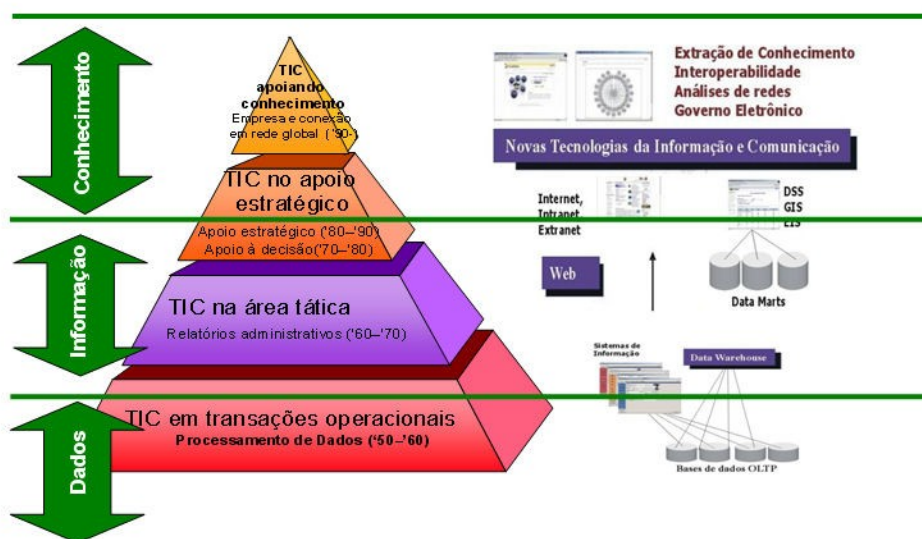 Conhecimento
Informação
Dados
TIC
apoiando
conhecimento
Empresa e conexão
em rede global ('90-)
TIC no apoio
estratégico
Apoio estratégico ('80–'90)
Apoio à decisão('70–'80)
TIC na área tática
Relatórios administrativos ('60–'70)
TIC em transações operacionais
Processamento de Dados ('50–'60)
Extração de Conhecimento
Interoperabilidade
Análises de redes
Governo Eletrônico
Novas Tecnologias da Informação e Comunicação
Internet,
Intranet,
Extranet
DSS
GIS
EIS
Web
Data Marts
Sistemas de
Informação
Data Warehouse
Bases de dados OLTP